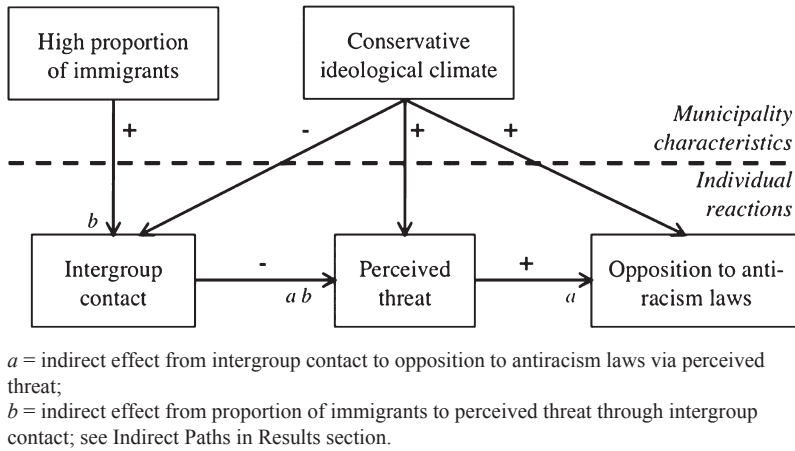 High proportion
of immigrants
Conservative
ideological climate
+
-
+
+
Municipality
characteristics
Individual
reactions
b
Intergroup
contact
-
a b
Perceived
threat
+
a
Opposition to anti-
racism laws
a = indirect effect from intergroup contact to opposition to antiracism laws via perceived
threat;
b = indirect effect from proportion of immigrants to perceived threat through intergroup
contact; see Indirect Paths in Results section.